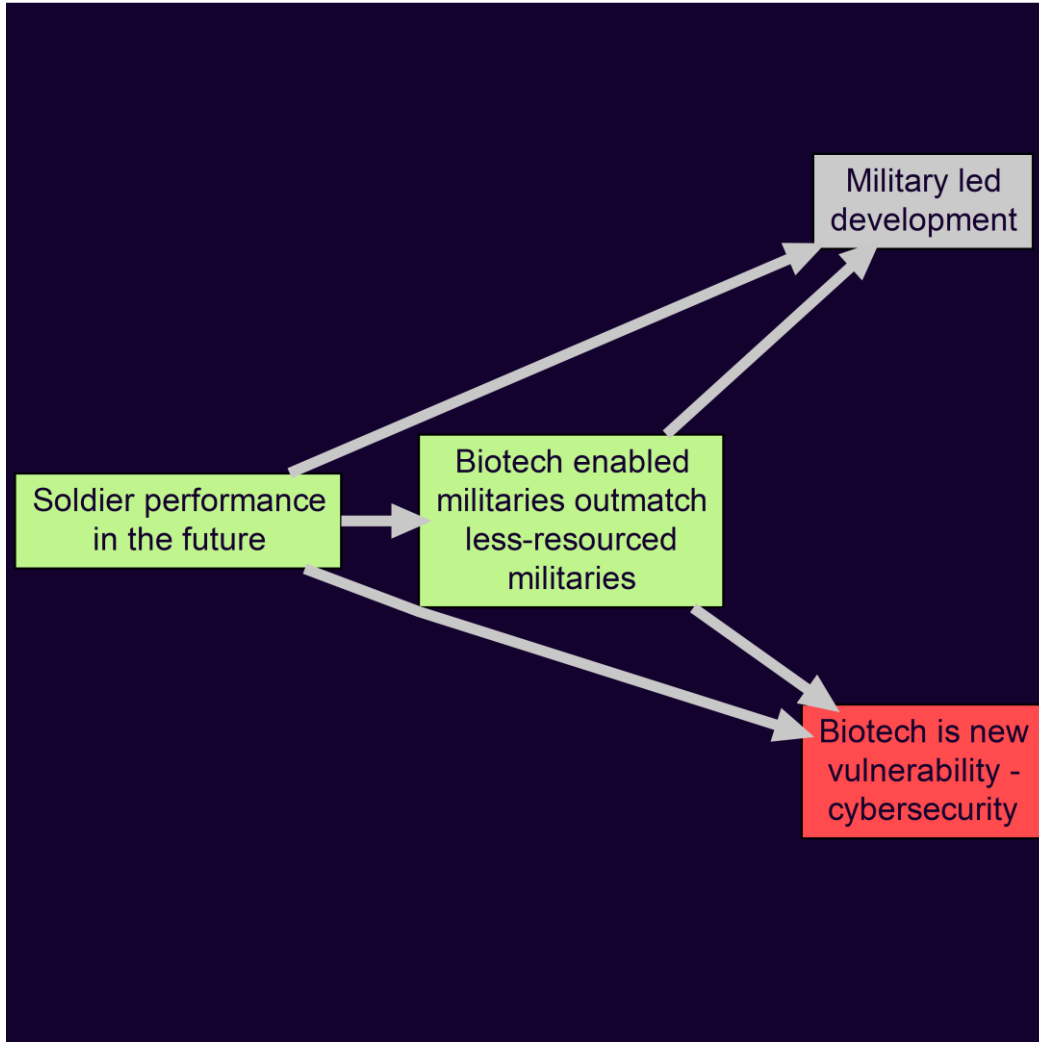 Military led
development
Soldier performance
in the future
Biotech enabled
militaries outmatch
less-resourced
militaries
Biotech is new
vulnerability -
cybersecurity